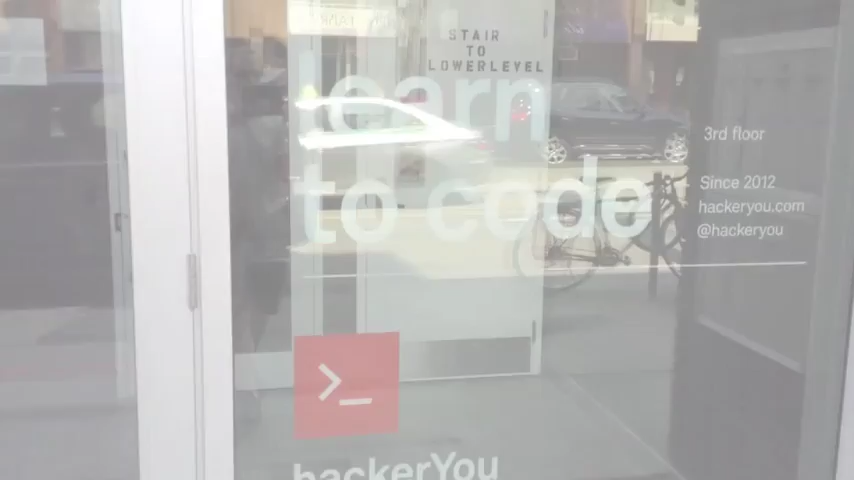 STAIR
TO
LOWERLEVEL
learn
to code
3rd floor
Since 2012
hackeryou.com
@hackeryou
>_
hackerYou